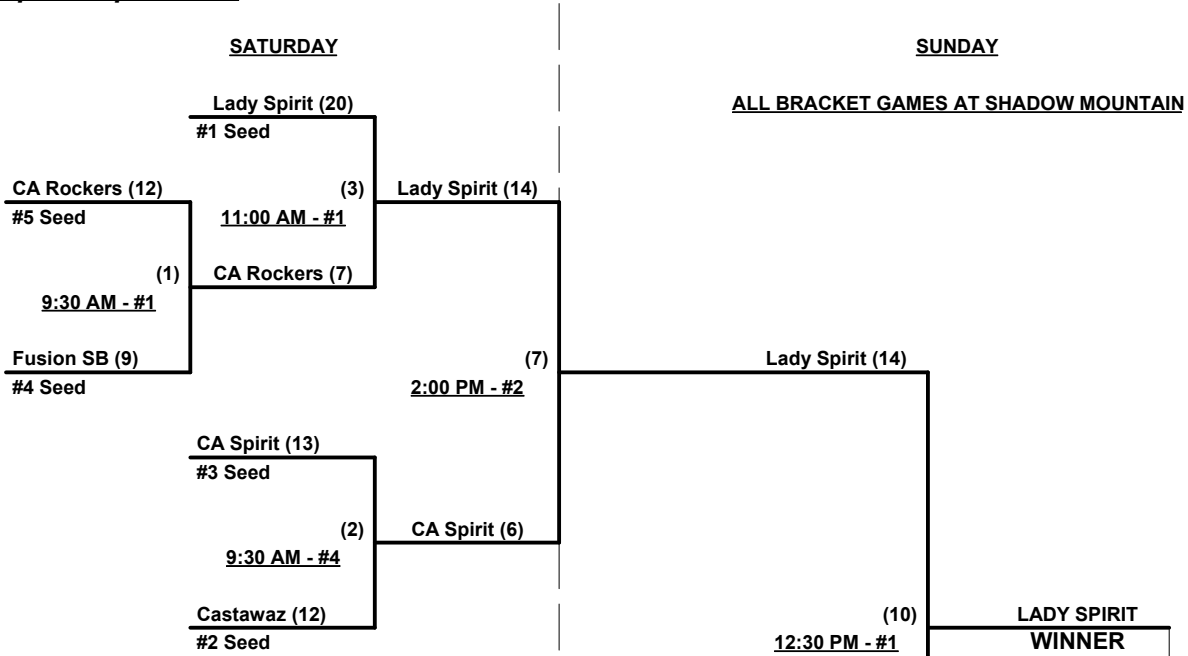 SATURDAY
SUNDAY
Lady Spirit (20)
ALL BRACKET GAMES AT SHADOW MOUNTAIN
#1 Seed
CA Rockers (12)
(3)
Lady Spirit (14)
#5 Seed
11:00 AM - #1
(1)
CA Rockers (7)
9:30 AM - #1
Fusion SB (9)
(7)
Lady Spirit (14)
#4 Seed
2:00 PM - #2
CA Spirit (13)
#3 Seed
(2)
CA Spirit (6)
9:30 AM - #4
Castawaz (12)
(10)
LADY SPIRIT
#2 Seed
12:30 PM - #1
WINNER